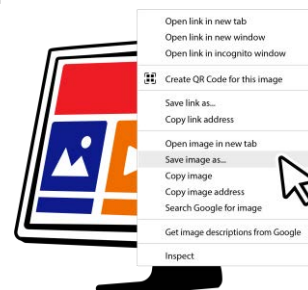 Open link in new tab
Open link in new window
Open link in incognito window
Create QR Code for this image
Save link as...
Copy link address
Open image in new tab
Save image as...
Copy image
Copy image address
Search Google for image
Get image descriptions from Google
Inspect